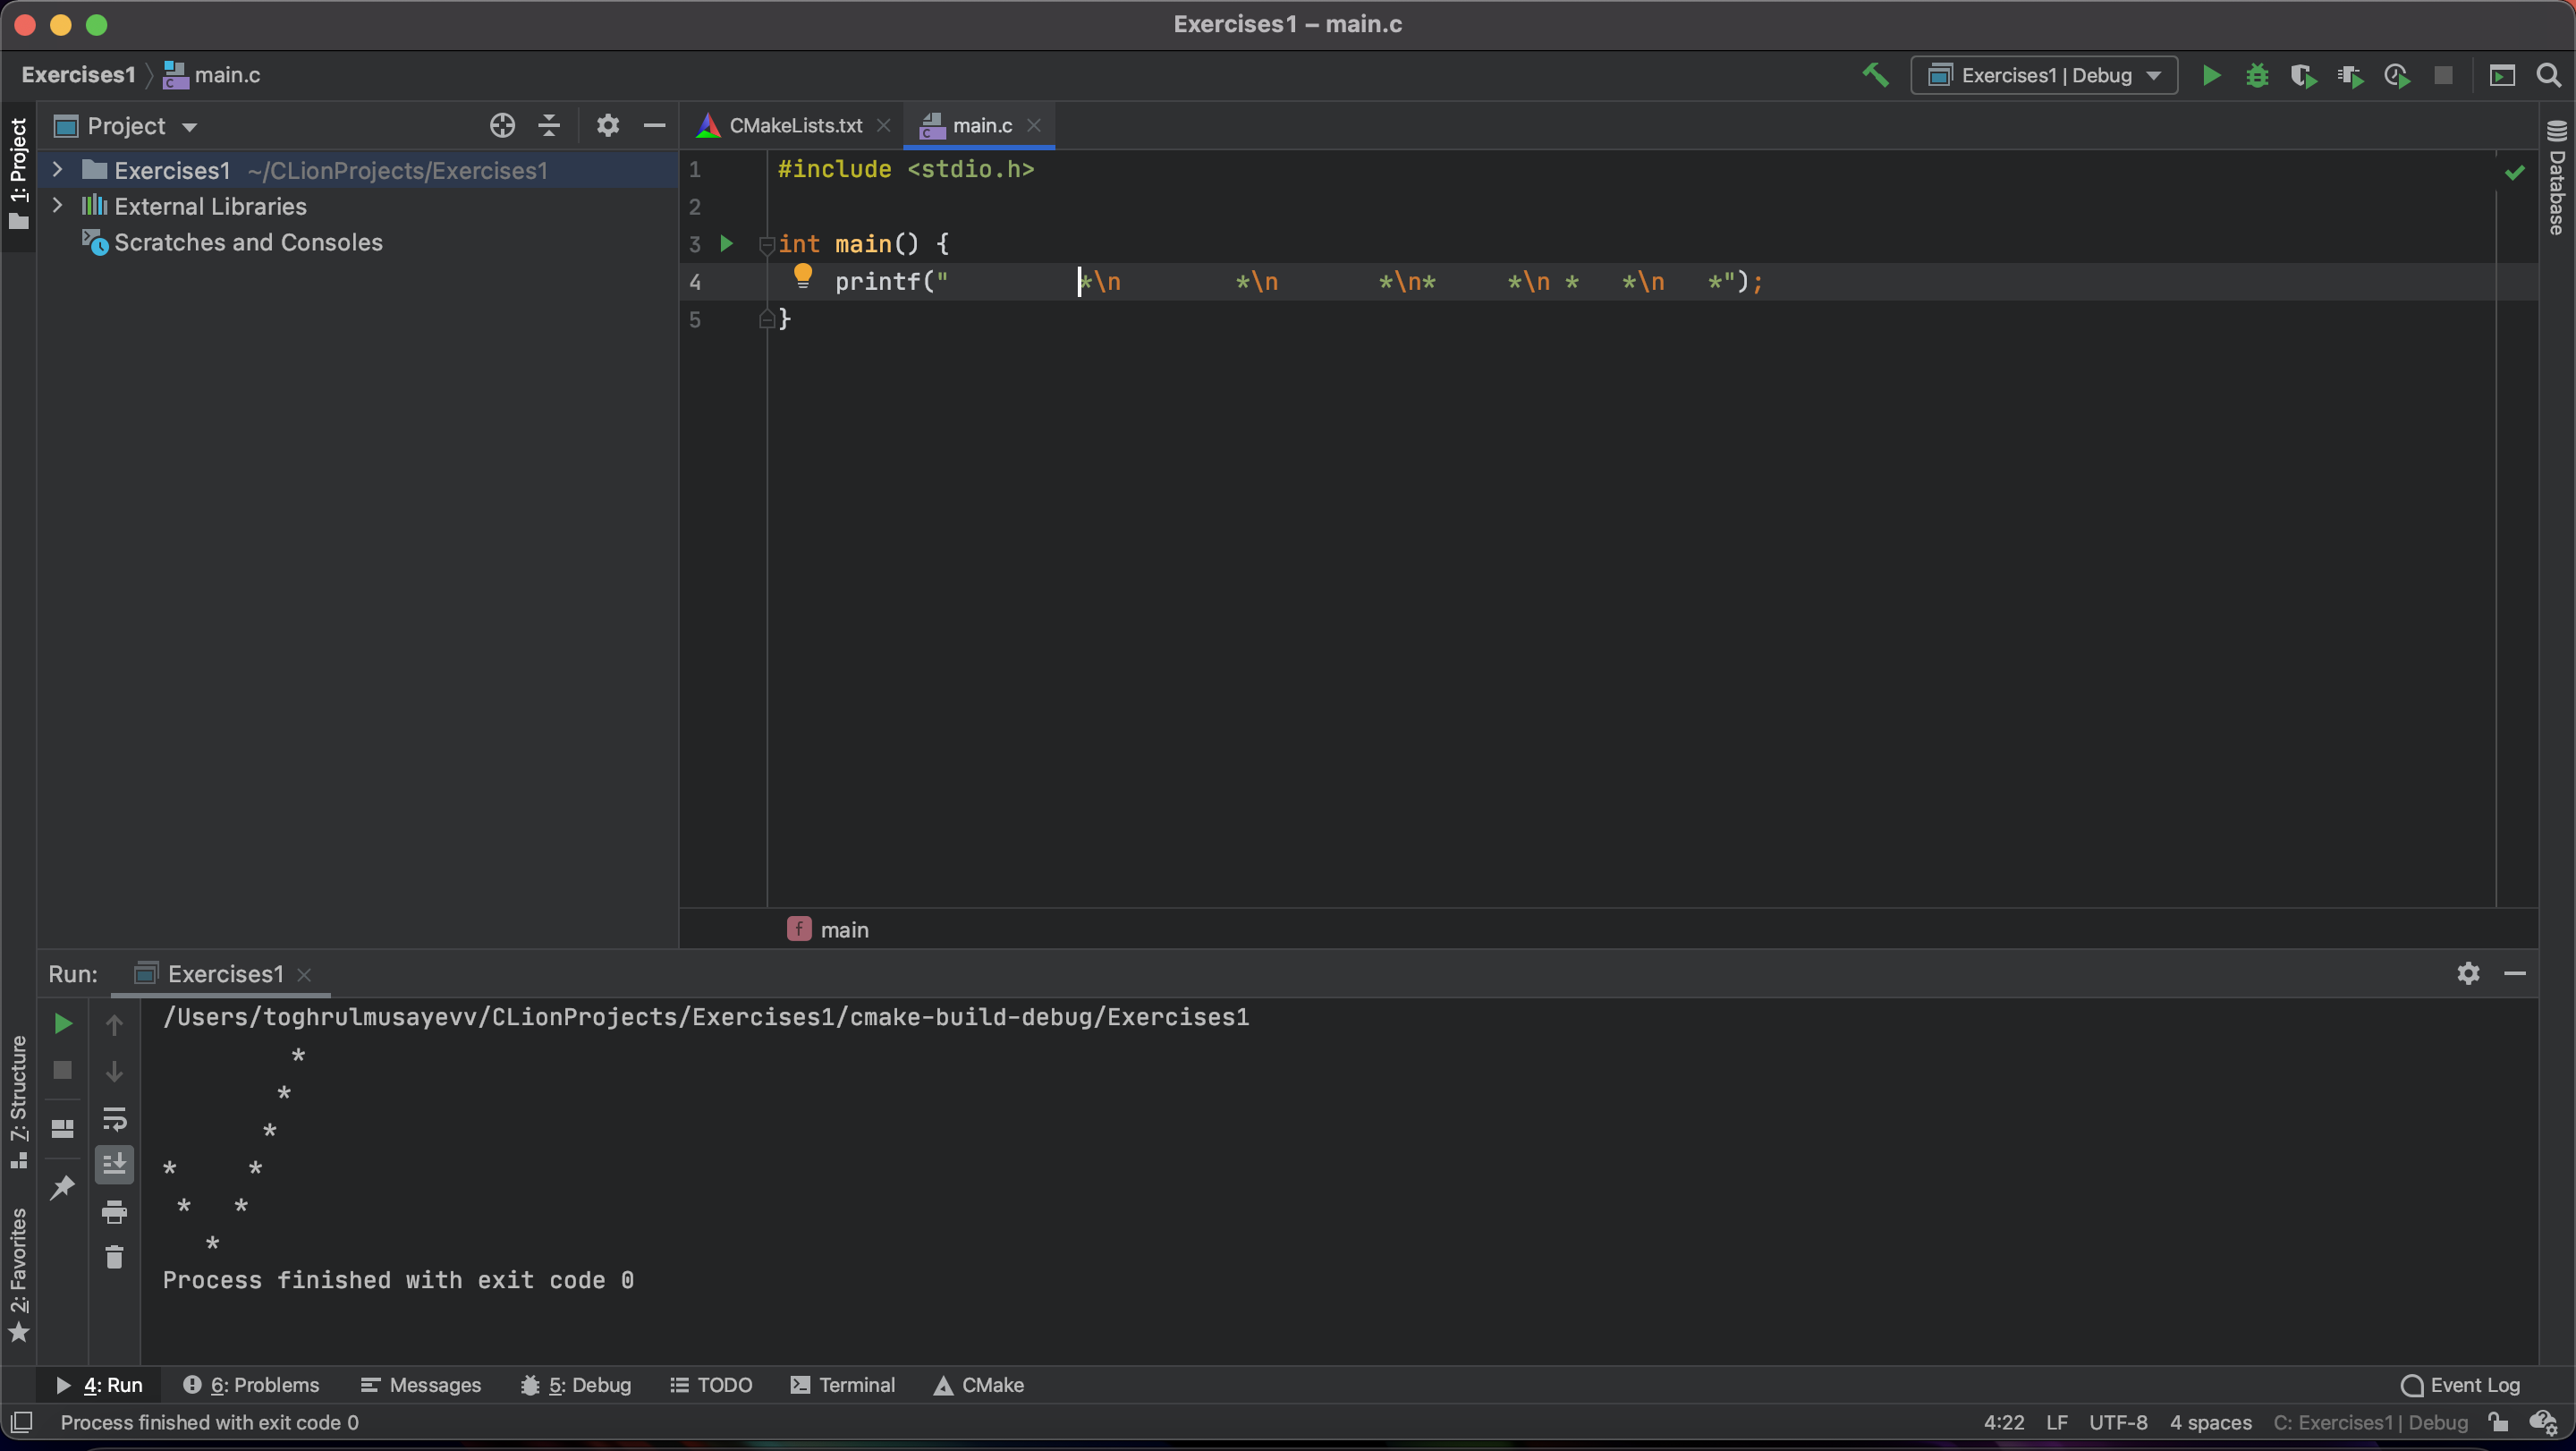 Exercises1 – main.c
Exercises1 main.c Exercises1 | Debug
1: Project
Project
Exercises1 ~/CLionProjects/Exercises1
External Libraries
Scratches and Consoles
CMakeLists.txt main.c
1 #include <stdio.h>
2
3 int main() {
4     printf("         *\n        *\n       *\n*     *\n *   *\n   *");
5 }
Database
main
Run: Exercises1
/Users/toghrulmusayevv/CLionProjects/Exercises1/cmake-build-debug/Exercises1
         *
        *
       *
*     *
 *   *
   *
Process finished with exit code 0
7: Structure
2: Favorites
4: Run 6: Problems Messages 5: Debug TODO Terminal CMake Event Log
Process finished with exit code 0 4:22 LF UTF-8 4 spaces C: Exercises1 | Debug